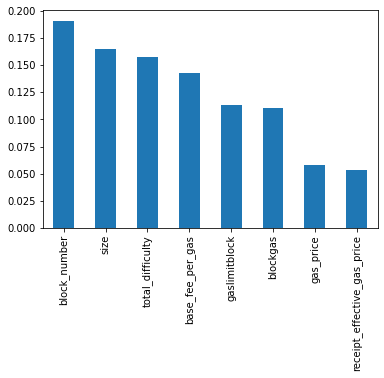 0.200
0.175
0.150
0.125
0.100
0.075
0.050
0.025
0.000
block_number
size
total_difficulty
base_fee_per_gas
gaslimitblock
blockgas
gas_price
receipt_effective_gas_price